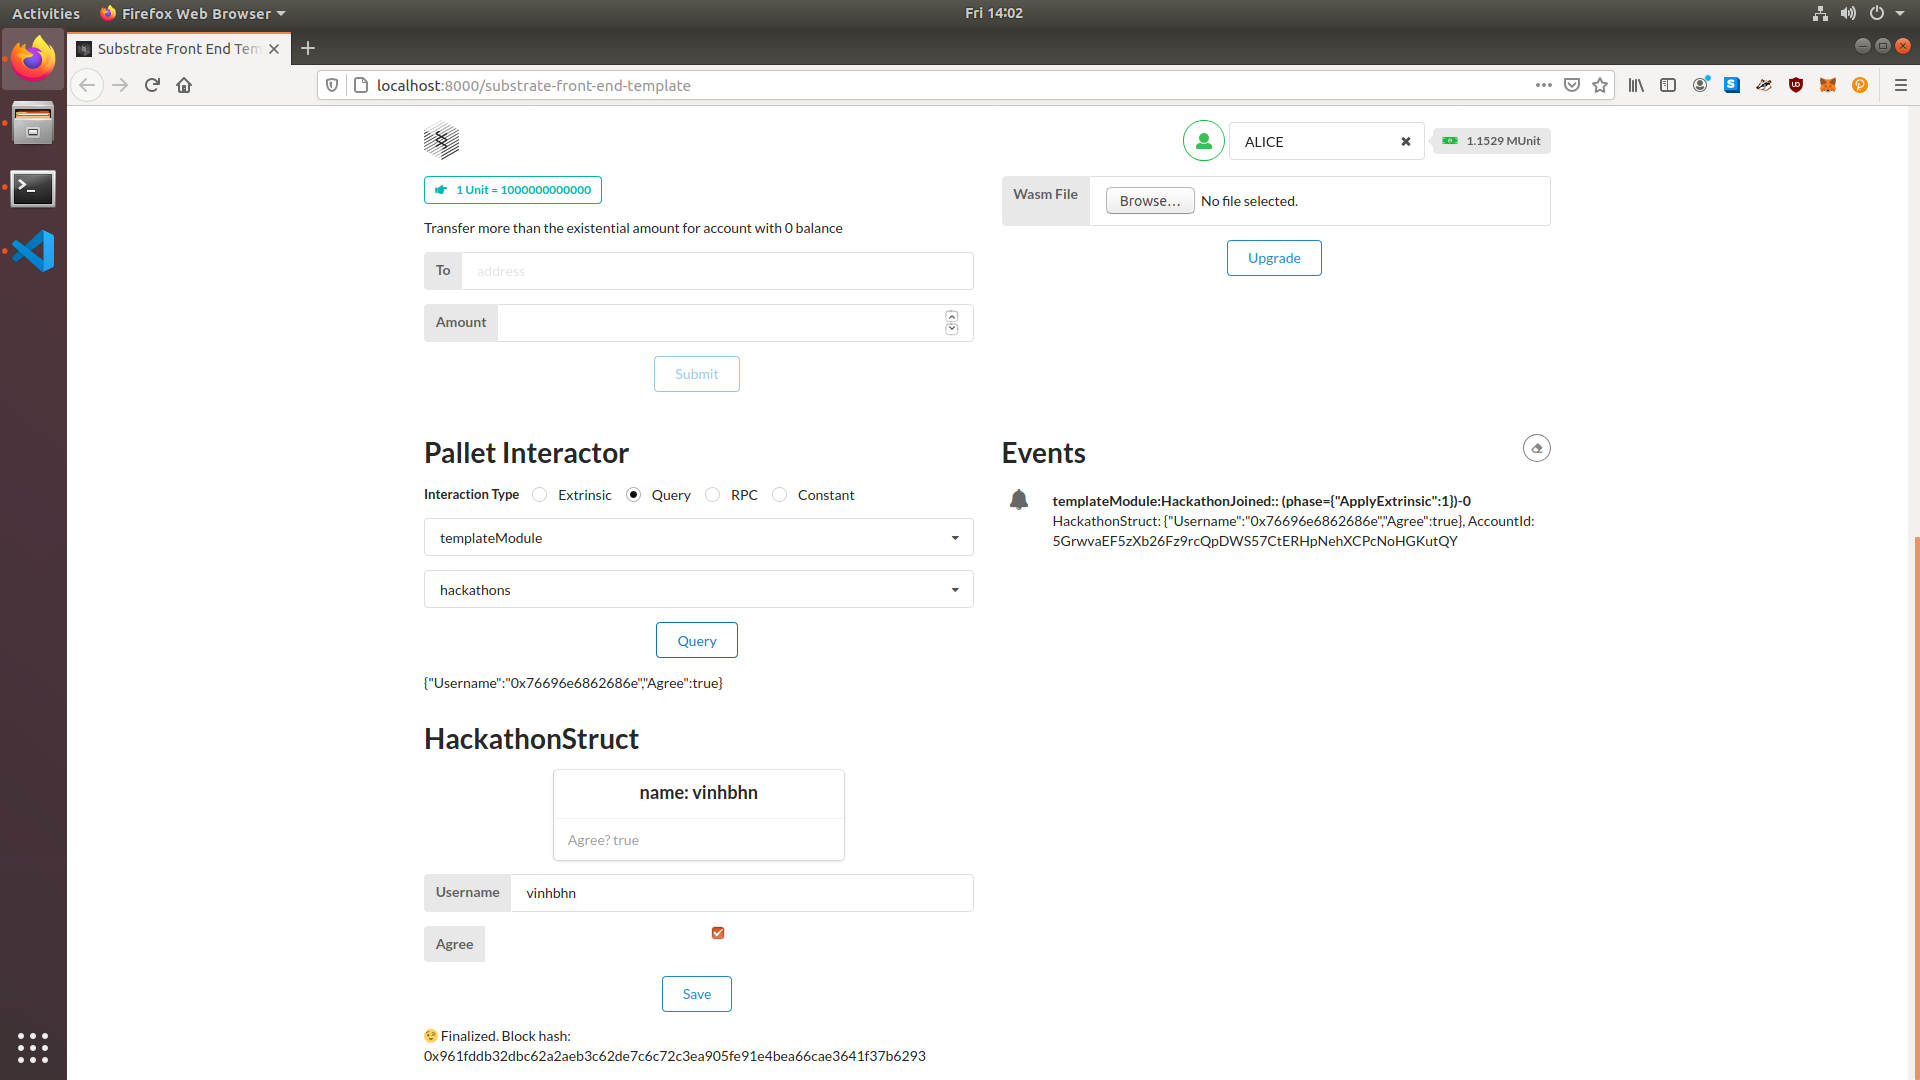 Activities
Firefox Web Browser
Fri 14:02
Substrate Front End Tem
localhost:8000/substrate-front-end-template
ALICE
1.1529 MUnit
1 Unit = 1000000000000
Transfer more than the existential amount for account with 0 balance
To
address
Amount
Submit
Wasm File
Browse...
No file selected.
Upgrade
Pallet Interactor
Interaction Type
Extrinsic
Query
RPC
Constant
templateModule
hackathons
Query
{"Username":"0x76696e6862686e","Agree":true}
Events
templateModule:HackathonJoined:: (phase={"ApplyExtrinsic":1})-0
HackathonStruct: {"Username":"0x76696e6862686e","Agree":true}, AccountId:
5GrwvaEF5zXb26Fz9rcQpDWS57CtERHpNehXCPcNoHGKutQY
HackathonStruct
name: vinhbhn
Agree? true
Username
vinhbhn
Agree
Save
Finalized. Block hash:
0x961fddb32dbc62a2aeb3c62de7c6c72c3ea905fe91e4bea66cae3641f37b6293